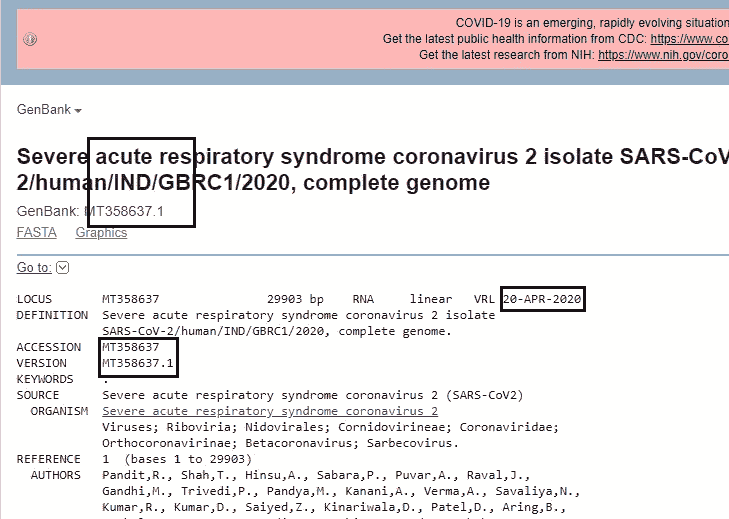 COVID-19 is an emerging, rapidly evolving situation
Get the latest public health information from CDC: https://www.co
Get the latest research from NIH: https://www.nih.gov/coro
GenBank
Severe acute respiratory syndrome coronavirus 2 isolate SARS-CoV
2/human/IND/GBRC1/2020, complete genome
GenBank: MT358637.1
FASTA Graphics
Go to:
LOCUS MT358637 29903 bp RNA linear VRL 20-APR-2020
DEFINITION Severe acute respiratory syndrome coronavirus 2 isolate
SARS-CoV-2/human/IND/GBRC1/2020, complete genome.
ACCESSION MT358637
VERSION MT358637.1
KEYWORDS .
SOURCE Severe acute respiratory syndrome coronavirus 2 (SARS-CoV2)
ORGANISM Severe acute respiratory syndrome coronavirus 2
Viruses; Riboviria; Nidovirales; Cornidovirineae; Coronaviridae;
Orthocoronavirinae; Betacoronavirus; Sarbecovirus.
REFERENCE 1 (bases 1 to 29903)
AUTHORS Pandit,R., Shah,T., Hinsu,A., Sabara,P., Puvar,A., Raval,J.,
Gandhi,M., Trivedi,P., Pandya,M., Kanani,A., Verma,A., Savaliya,N.,
Kumar,R., Kumar,D., Saiyed,Z., Kinariwala,D., Patel,D., Aring,B.,